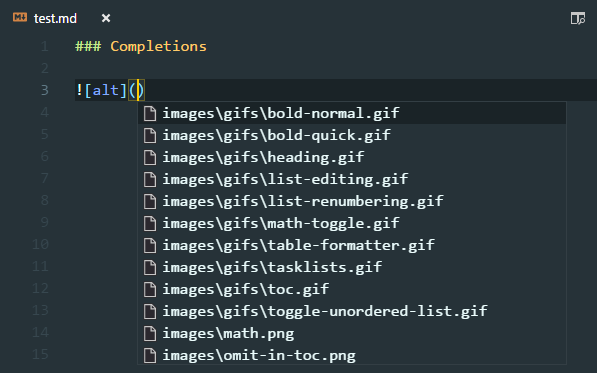 test.md ×
1 ### Completions
2
3 ![alt]()
4 images\gifs\bold-normal.gif
5 images\gifs\bold-quick.gif
6 images\gifs\heading.gif
7 images\gifs\list-editing.gif
8 images\gifs\list-renumbering.gif
9 images\gifs\math-toggle.gif
10 images\gifs\table-formatter.gif
11 images\gifs\tasklists.gif
12 images\gifs\toc.gif
13 images\gifs\toggle-unordered-list.gif
14 images\math.png
15 images\omit-in-toc.png